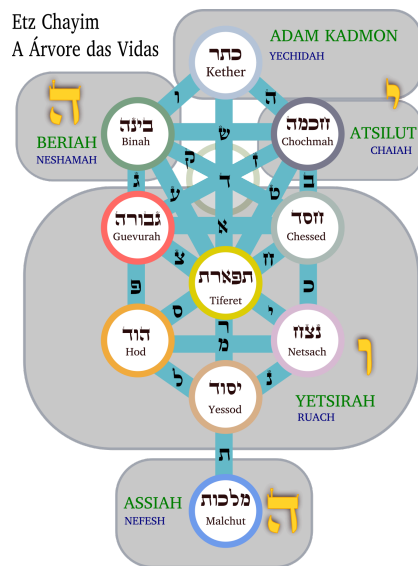 Etz Chayim
A Árvore das Vidas
ADAM KADMON
YECHIDAH
כתר
Kether
ו
ה
ה
י
BERIAH
NESHAMAH
בינה
Binah
ש
חכמה
Chochmah
ATSILUT
CHAIAH
ק
ז
ג
ע
ד
ט
ב
גבורה
Guevurah
א
חסד
Chessed
צ
ח
פ
תפארת
Tiferet
כ
ס
י
הוד
Hod
ר
מ
נצח
Netsach
ו
ל
יסוד
Yessod
נ
YETSIRAH
RUACH
ת
ASSIAH
NEFESH
מלכות
Malchut
ה